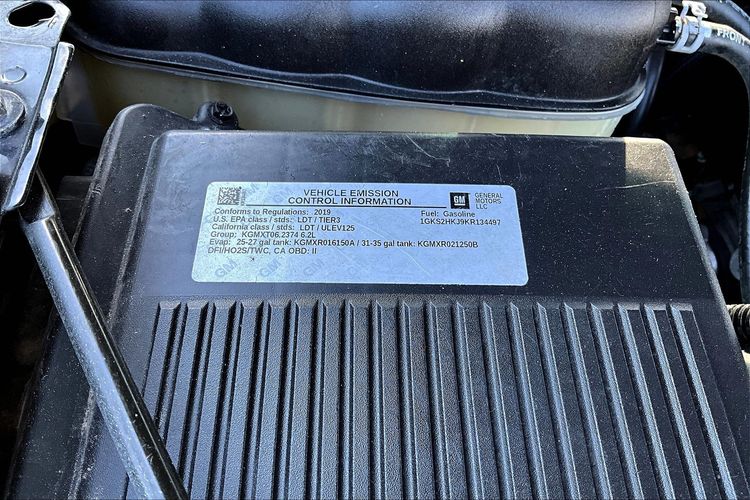 VEHICLE EMISSION
CONTROL INFORMATION
GM
GENERAL
MOTORS
LLC
Conforms to Regulations: 2019
Fuel: Gasoline
U.S. EPA class / stds: LDT / TIER3
1GKS2HKJ9KR134497
California class / stds: LDT / ULEV125
Group: KGMXT06.2374 6.2L
Evap: 25-27 gal tank: KGMXR016150A / 31-35 gal tank: KGMXR021250B
DFI/HO2S/TWC, CA OBD: II
FRONT